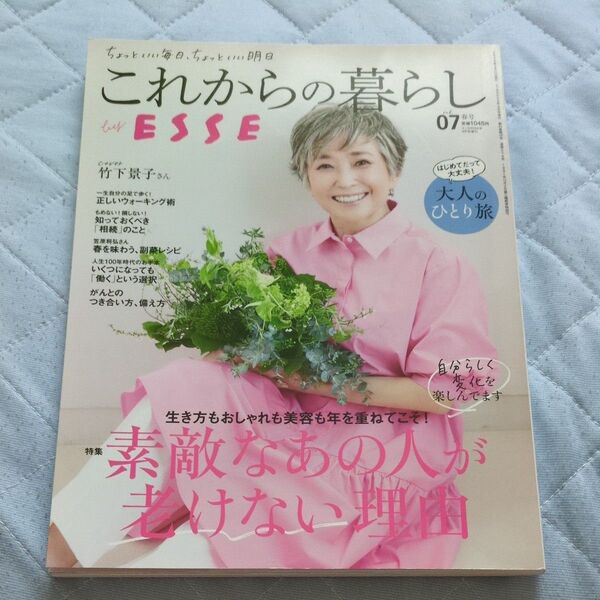 ちょっといい毎日、ちょっといい明日
これからの暮らし
by ESSE
07
春号
竹下景子さん
一生自分の足で歩く!
正しいウォーキング術
もめない!損しない!
知っておくべき
「相続」のこと
笠原将弘さん
春を味わう、副菜レシピ
人生100年時代のお手本
いくつになっても
「働く」という選択
がんとの
つき合い方、備え方
はじめてだって
大丈夫!
大人の
ひとり旅
自分らしく
変化を
楽しんでます
生き方もおしゃれも美容も年を重ねてこそ!
特集
素敵なあの人が
老けない理由